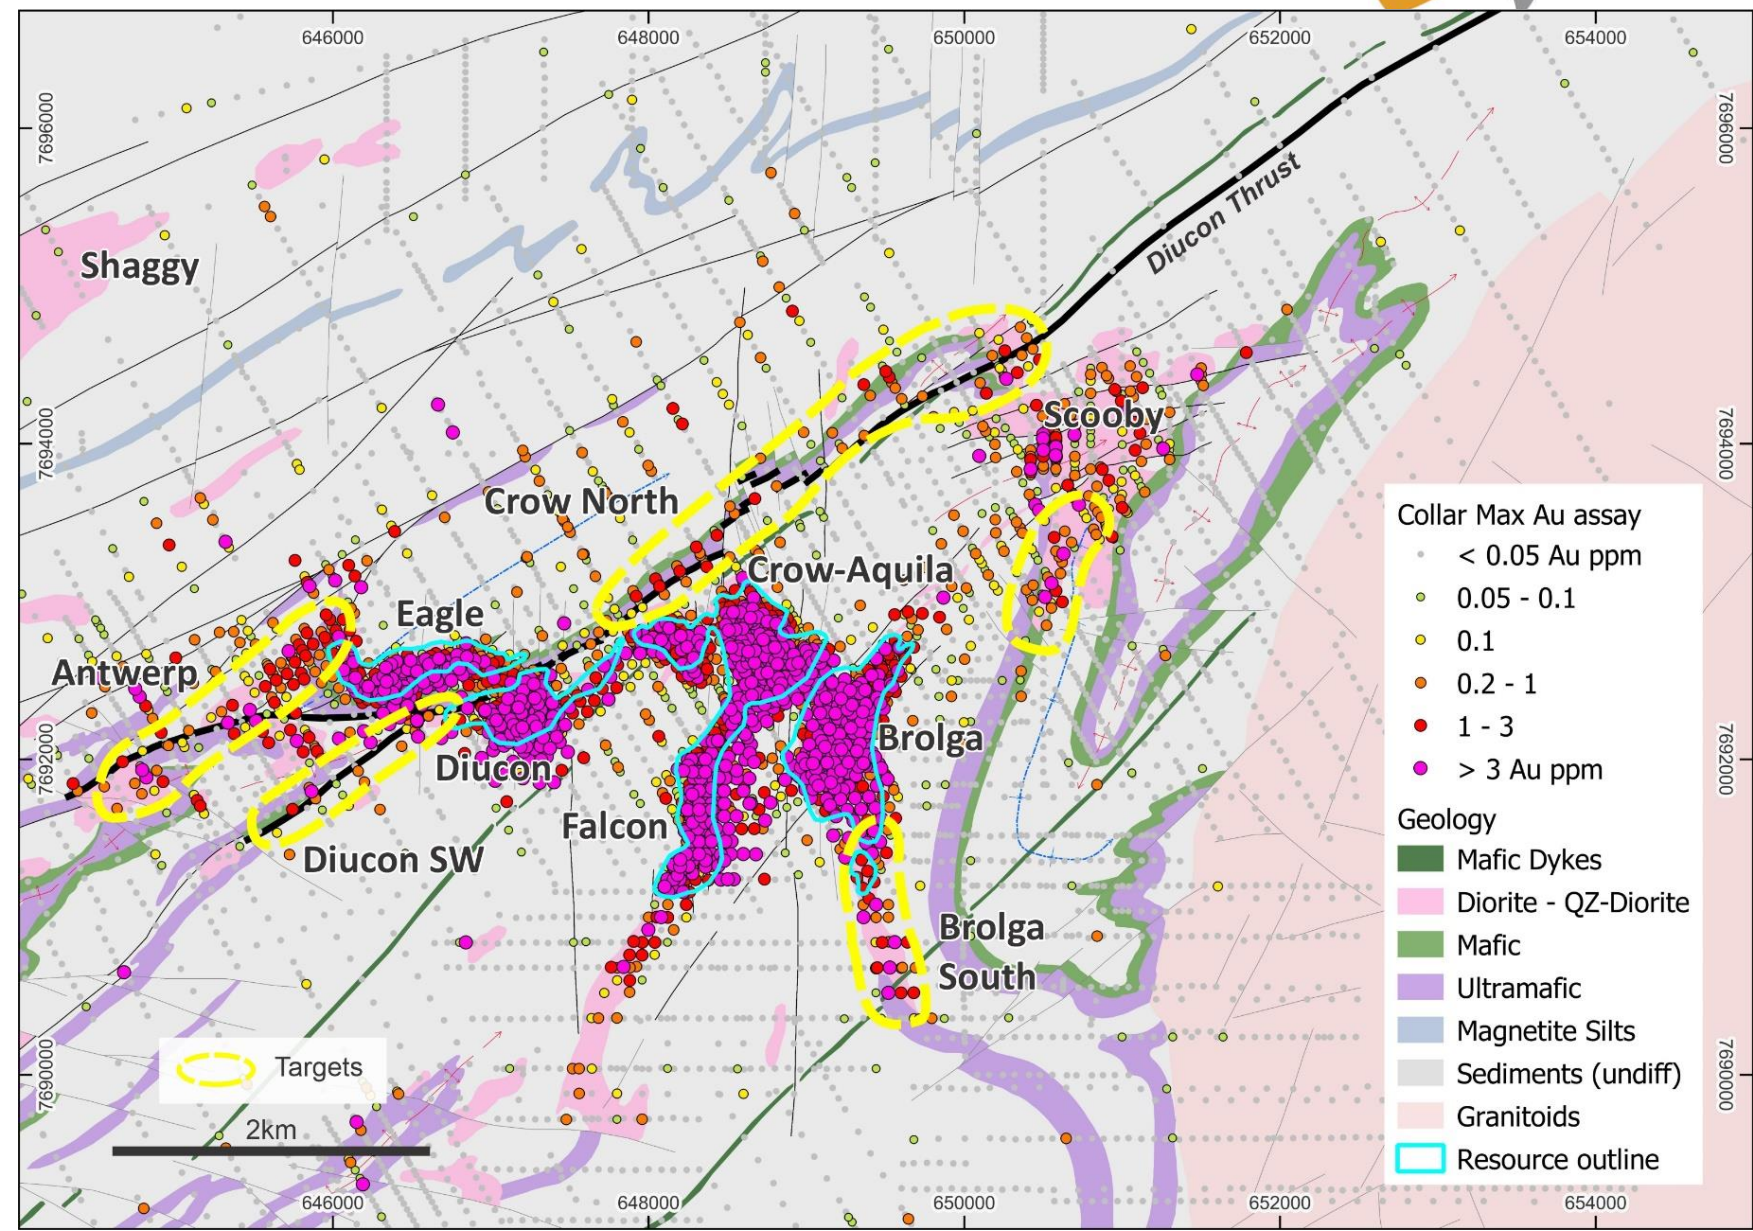 646000
648000
650000
652000
654000
7696000
7696000
Diucon Thrust
Shaggy
Scooby
7694000
7694000
Crow North
Crow-Aquila
Eagle
Antwerp
Brolga
Diucon
7692000
7692000
Falcon
Diucon SW
Brolga
South
7690000
7690000
Targets
2km
646000
648000
650000
652000
654000
Collar Max Au assay
< 0.05 Au ppm
0.05 - 0.1
0.1
0.2 - 1
1 - 3
> 3 Au ppm
Geology
Mafic Dykes
Diorite - QZ-Diorite
Mafic
Ultramafic
Magnetite Silts
Sediments (undiff)
Granitoids
Resource outline